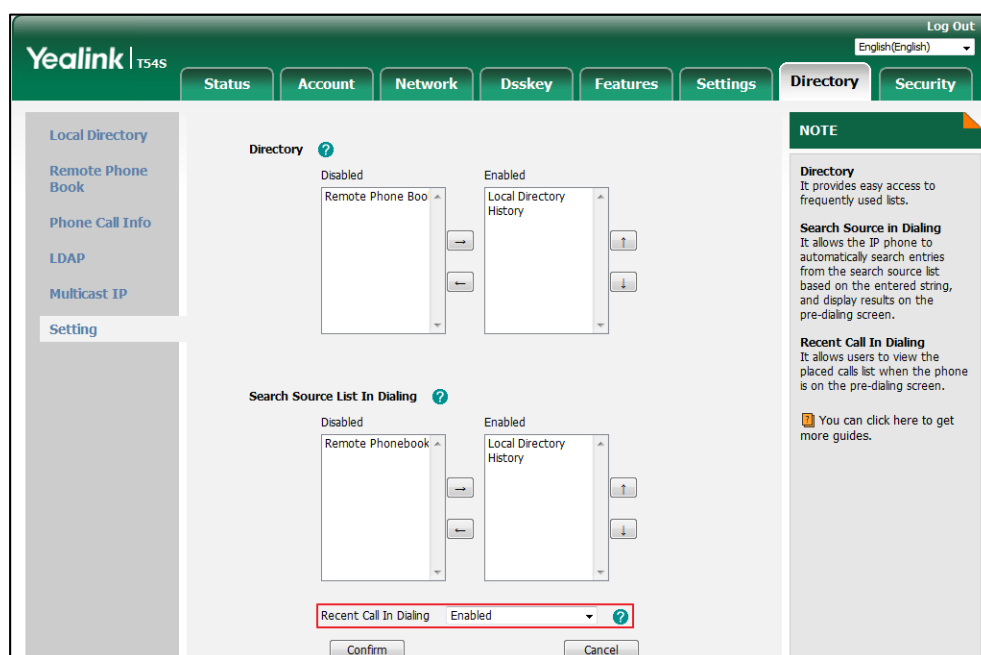 Log Out
English(English)
Yealink | T54S
Status
Account
Network
Dsskey
Features
Settings
Directory
Security
Local Directory
Remote Phone
Book
Phone Call Info
LDAP
Multicast IP
Setting
Directory ?
Disabled
Enabled
Remote Phone Boo
Local Directory
History
→
←
↑
↓
Search Source List In Dialing ?
Disabled
Enabled
Remote Phonebook
Local Directory
History
→
←
↑
↓
Recent Call In Dialing Enabled ?
Confirm
Cancel
NOTE
Directory
It provides easy access to
frequently used lists.
Search Source in Dialing
It allows the IP phone to
automatically search entries
from the search source list
based on the entered string,
and display results on the
pre-dialing screen.
Recent Call In Dialing
It allows users to view the
placed calls list when the phone
is on the pre-dialing screen.
? You can click here to get
more guides.